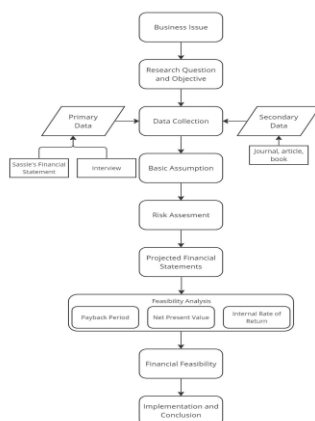 Business Issue
Research Question
and Objective
Primary
Data
Data Collection
Secondary
Data
Sassie's Financial
Statement
Interview
Journal, article,
book
Basic Assumption
Risk Assesment
Projected Financial
Statements
Feasibility Analysis
Payback Period
Net Present Value
Internal Rate of
Return
Financial Feasibility
Implementation and
Conclusion